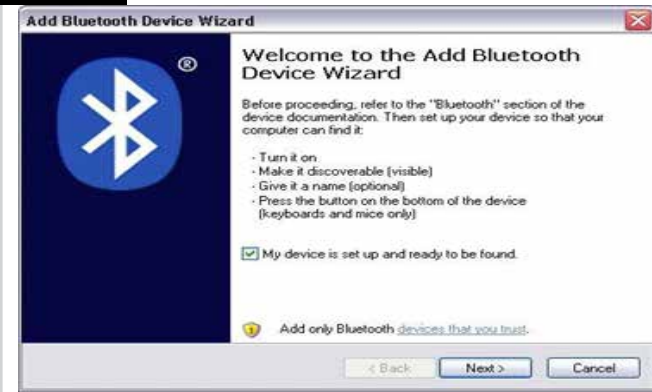 Add Bluetooth Device Wizard
®
Welcome to the Add Bluetooth
Device Wizard
Before proceeding, refer to the "Bluetooth" section of the
device documentation. Then set up your device so that your
computer can find it:
- Turn it on
- Make it discoverable (visible)
- Give it a name (optional)
- Press the button on the bottom of the device
(keyboards and mice only)
My device is set up and ready to be found.
Add only Bluetooth devices that you trust.
< Back
Next >
Cancel